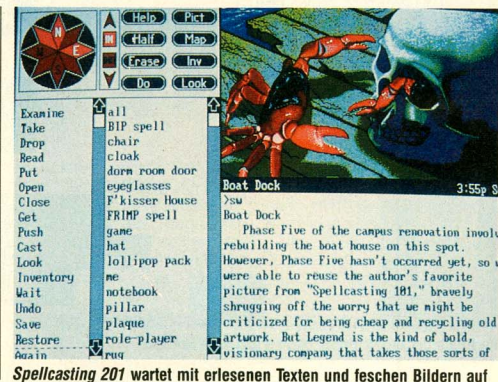 Help Pict
Half Map
Erase Inv
Do Look
N
E
Examine
Take
Drop
Read
Put
Open
Close
Get
Push
Cast
Look
Inventory
Wait
Undo
Save
Restore
Again
all
BIP spell
chair
cloak
dorm room door
eyeglasses
F'kisser House
FRIMP spell
game
hat
lollipop pack
me
notebook
pillar
plaque
role-player
rug
Boat Dock 3:55p S
>sw
Boat Dock
Phase Five of the campus renovation involv
rebuilding the boat house on this spot.
However, Phase Five hasn't occurred yet, so w
were able to reuse the author's favorite
picture from "Spellcasting 101," bravely
shrugging off the worry that we might be
criticized for being cheap and recycling old
artwork. But Legend is the kind of bold,
visionary company that takes those sorts of
Spellcasting 201 wartet mit erlesenen Texten und feschen Bildern auf